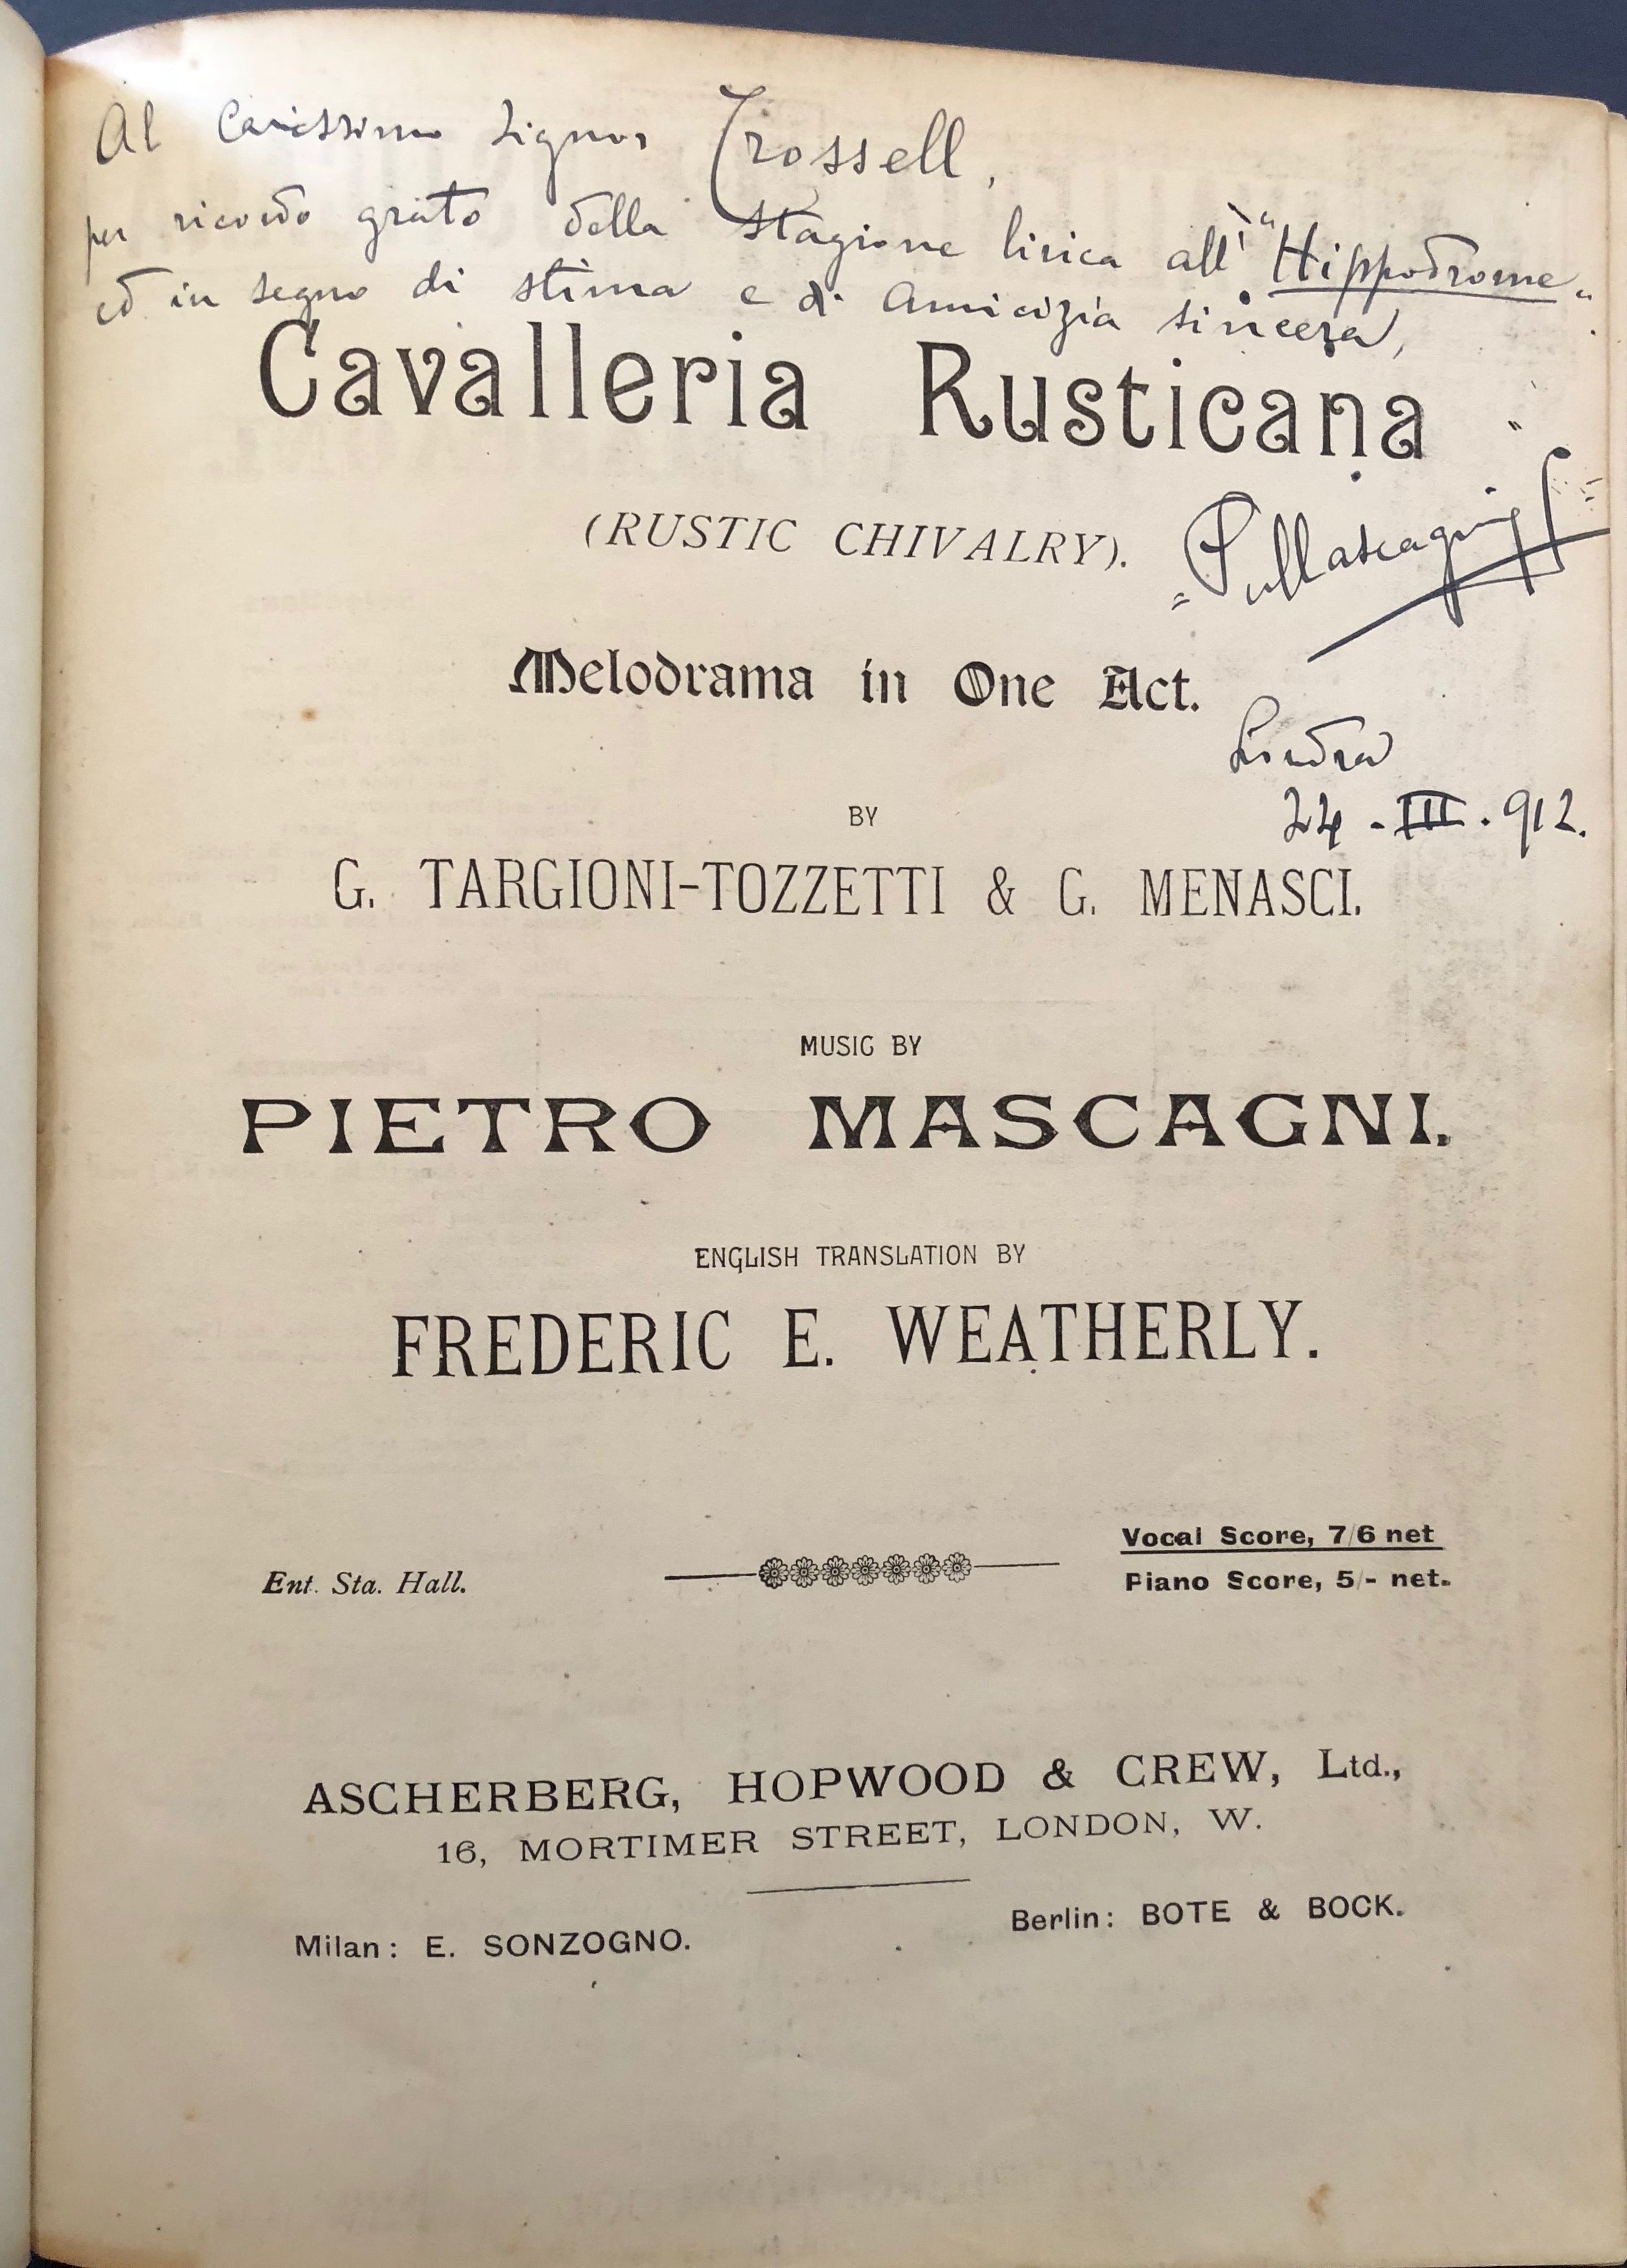 Al Carissimo Signor Trossell,
per ricordo grato della stagione lirica all' "Hippodrome"
ed in segno di stima e di amicizia sincera,
Cavalleria Rusticana
(RUSTIC CHIVALRY).
PMascagni
Melodrama in One Act.
Londra
24-III.912.
BY
G. TARGIONI-TOZZETTI & G. MENASCI.
MUSIC BY
PIETRO MASCAGNI.
ENGLISH TRANSLATION BY
FREDERIC E. WEATHERLY.
Vocal Score, 7/6 net
Ent. Sta. Hall.
Piano Score, 5/- net.
ASCHERBERG, HOPWOOD & CREW, Ltd.,
16, MORTIMER STREET, LONDON, W.
Milan: E. SONZOGNO.
Berlin: BOTE & BOCK.